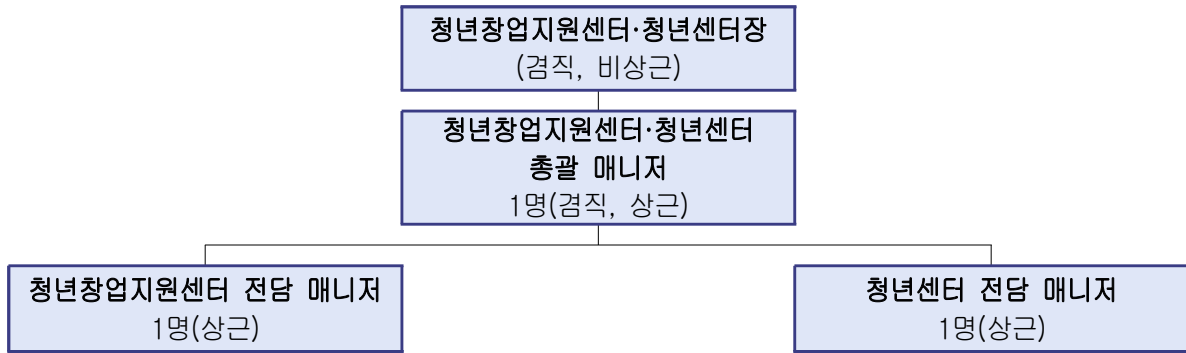 청년창업지원센터·청년센터장
(겸직, 비상근)
청년창업지원센터·청년센터
총괄 매니저
1명(겸직, 상근)
청년창업지원센터 전담 매니저
1명(상근)
청년센터 전담 매니저
1명(상근)